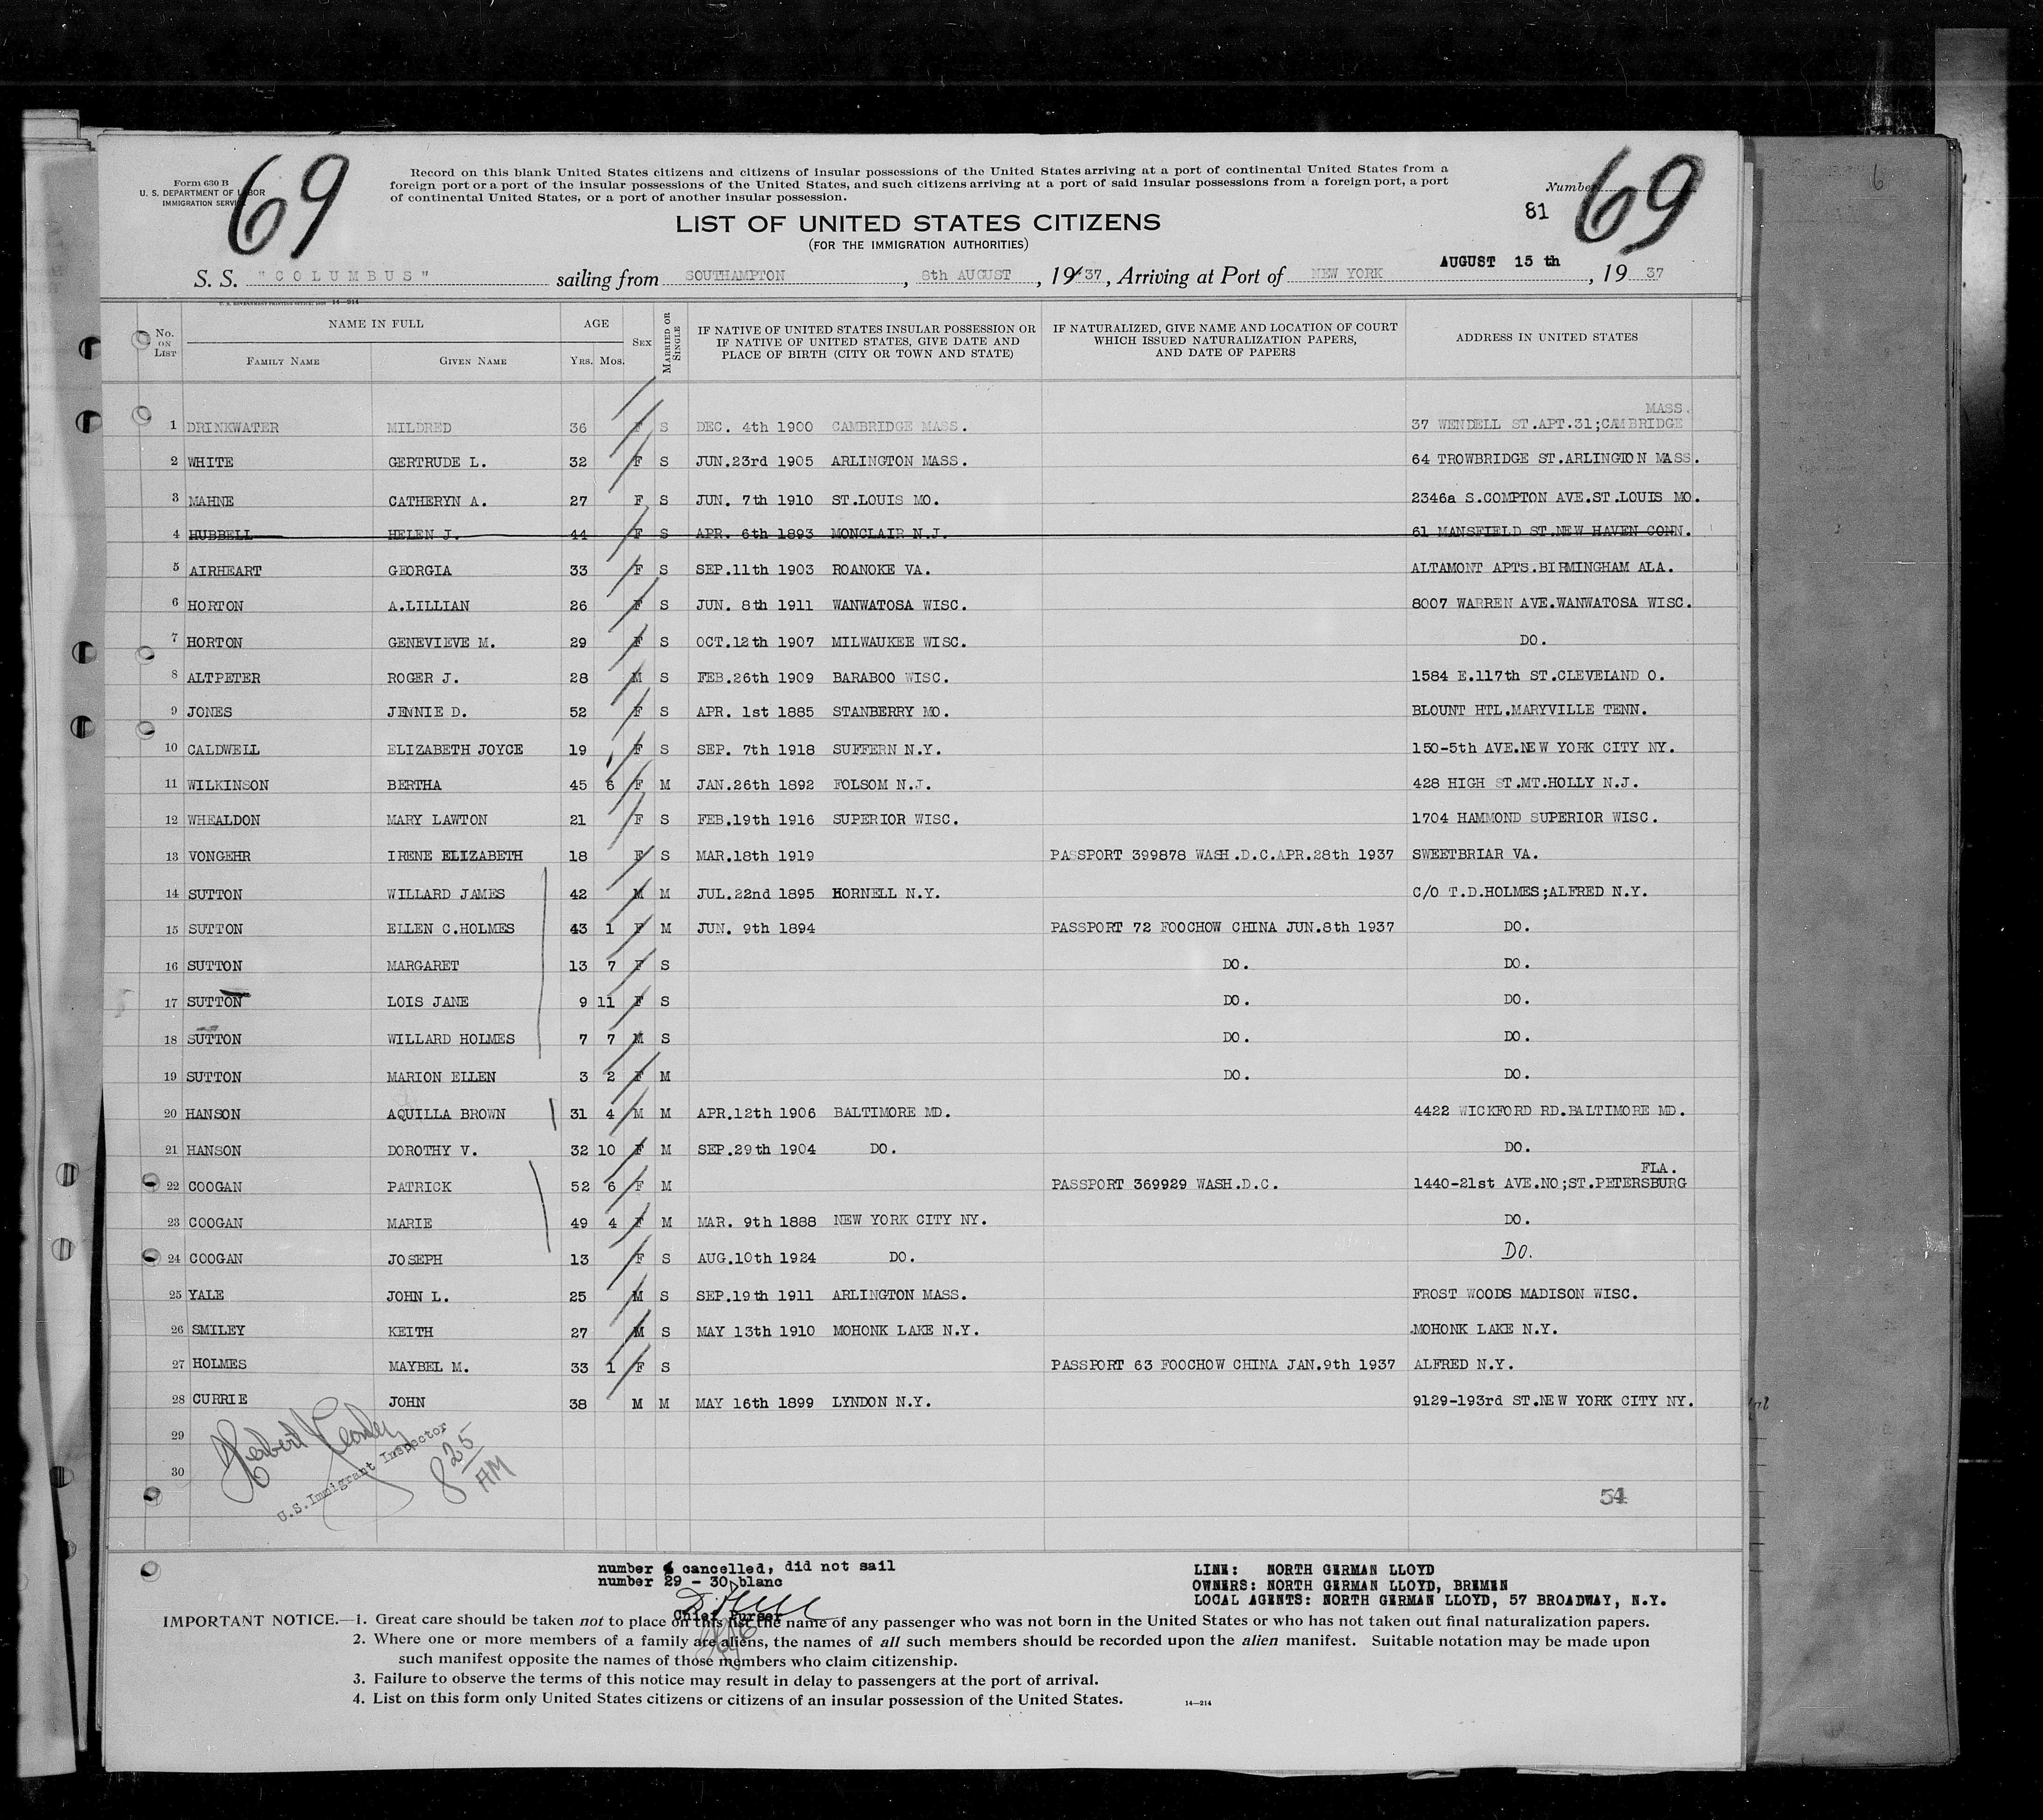 Form 630 B
U. S. DEPARTMENT OF LABOR
IMMIGRATION SERVICE
69
Record on this blank United States citizens and citizens of insular possessions of the United States arriving at a port of continental United States from a
foreign port or a port of the insular possessions of the United States, and such citizens arriving at a port of said insular possessions from a foreign port, a port
of continental United States, or a port of another insular possession.
Number
81
69
LIST OF UNITED STATES CITIZENS
(FOR THE IMMIGRATION AUTHORITIES)
S. S. "COLUMBUS" sailing from SOUTHAMPTON, 8th AUGUST, 1937, Arriving at Port of NEW YORK AUGUST 15 th, 1937
U. S. GOVERNMENT PRINTING OFFICE: 14—214
No. ON LIST NAME IN FULL AGE SEX MARRIED OR SINGLE IF NATIVE OF UNITED STATES INSULAR POSSESSION OR IF NATIVE OF UNITED STATES, GIVE DATE AND PLACE OF BIRTH (CITY OR TOWN AND STATE) IF NATURALIZED, GIVE NAME AND LOCATION OF COURT WHICH ISSUED NATURALIZATION PAPERS, AND DATE OF PAPERS ADDRESS IN UNITED STATES
FAMILY NAME GIVEN NAME YRS. MOS.
MASS.
1 DRINKWATER MILDRED 36 F S DEC. 4th 1900 CAMBRIDGE MASS. 37 WENDELL ST.APT.31;CAMBRIDGE
2 WHITE GERTRUDE L. 32 F S JUN.23rd 1905 ARLINGTON MASS. 64 TROWBRIDGE ST.ARLINGTON MASS.
3 MAHNE CATHERYN A. 27 F S JUN. 7th 1910 ST.LOUIS MO. 2346a S.COMPTON AVE.ST.LOUIS MO.
4 HUBBELL HELEN J. 44 F S APR. 6th 1893 MONCLAIR N.J. 61 MANSFIELD ST.NEW HAVEN CONN.
5 AIRHEART GEORGIA 33 F S SEP.11th 1903 ROANOKE VA. ALTAMONT APTS.BIRMINGHAM ALA.
6 HORTON A.LILLIAN 26 F S JUN. 8th 1911 WANWATOSA WISC. 8007 WARREN AVE.WANWATOSA WISC.
7 HORTON GENEVIEVE M. 29 F S OCT.12th 1907 MILWAUKEE WISC. DO.
8 ALTPETER ROGER J. 28 M S FEB.26th 1909 BARABOO WISC. 1584 E.117th ST.CLEVELAND O.
9 JONES JENNIE D. 52 F S APR. 1st 1885 STANBERRY MO. BLOUNT HTL.MARYVILLE TENN.
10 CALDWELL ELIZABETH JOYCE 19 F S SEP. 7th 1918 SUFFERN N.Y. 150-5th AVE.NEW YORK CITY NY.
11 WILKINSON BERTHA 45 6 F M JAN.26th 1892 FOLSOM N.J. 428 HIGH ST.MT.HOLLY N.J.
12 WHEALDON MARY LAWTON 21 F S FEB.19th 1916 SUPERIOR WISC. 1704 HAMMOND SUPERIOR WISC.
13 VONGEHR IRENE ELIZABETH 18 F S MAR.18th 1919 PASSPORT 399878 WASH.D.C.APR.28th 1937 SWEETBRIAR VA.
14 SUTTON WILLARD JAMES 42 M M JUL.22nd 1895 HORNELL N.Y. C/O T.D.HOLMES;ALFRED N.Y.
15 SUTTON ELLEN C.HOLMES 43 1 F M JUN. 9th 1894 PASSPORT 72 FOOCHOW CHINA JUN.8th 1937 DO.
16 SUTTON MARGARET 13 7 F S DO. DO.
17 SUTTON LOIS JANE 9 11 F S DO. DO.
18 SUTTON WILLARD HOLMES 7 7 M S DO. DO.
19 SUTTON MARION ELLEN 3 2 F M DO. DO.
20 HANSON AQUILLA BROWN 31 4 M M APR.12th 1906 BALTIMORE MD. 4422 WICKFORD RD.BALTIMORE MD.
21 HANSON DOROTHY V. 32 10 F M SEP.29th 1904 DO. DO.
FLA.
22 COOGAN PATRICK 52 6 F M PASSPORT 369929 WASH.D.C. 1440-21st AVE.NO;ST.PETERSBURG
23 COOGAN MARIE 49 4 F M MAR. 9th 1888 NEW YORK CITY NY. DO.
24 COOGAN JOSEPH 13 F S AUG.10th 1924 DO. DO.
25 YALE JOHN L. 25 M S SEP.19th 1911 ARLINGTON MASS. FROST WOODS MADISON WISC.
26 SMILEY KEITH 27 M S MAY 13th 1910 MOHONK LAKE N.Y. MOHONK LAKE N.Y.
27 HOLMES MAYBEL M. 33 1 F S PASSPORT 63 FOOCHOW CHINA JAN.9th 1937 ALFRED N.Y.
28 CURRIE JOHN 38 M M MAY 16th 1899 LYNDON N.Y. 9129-193rd ST.NEW YORK CITY NY.
29
30
Herbert
U.S.Immigrant Inspector
8 25 AM
54
number 4 cancelled, did not sail
number 29 - 30 blanc
Chief Purser
LINE: NORTH GERMAN LLOYD
OWNERS: NORTH GERMAN LLOYD, BREMEN
LOCAL AGENTS: NORTH GERMAN LLOYD, 57 BROADWAY, N.Y.
IMPORTANT NOTICE.—1. Great care should be taken not to place on this list the name of any passenger who was not born in the United States or who has not taken out final naturalization papers.
2. Where one or more members of a family are aliens, the names of all such members should be recorded upon the alien manifest. Suitable notation may be made upon
such manifest opposite the names of those members who claim citizenship.
3. Failure to observe the terms of this notice may result in delay to passengers at the port of arrival.
4. List on this form only United States citizens or citizens of an insular possession of the United States.
14—214
6